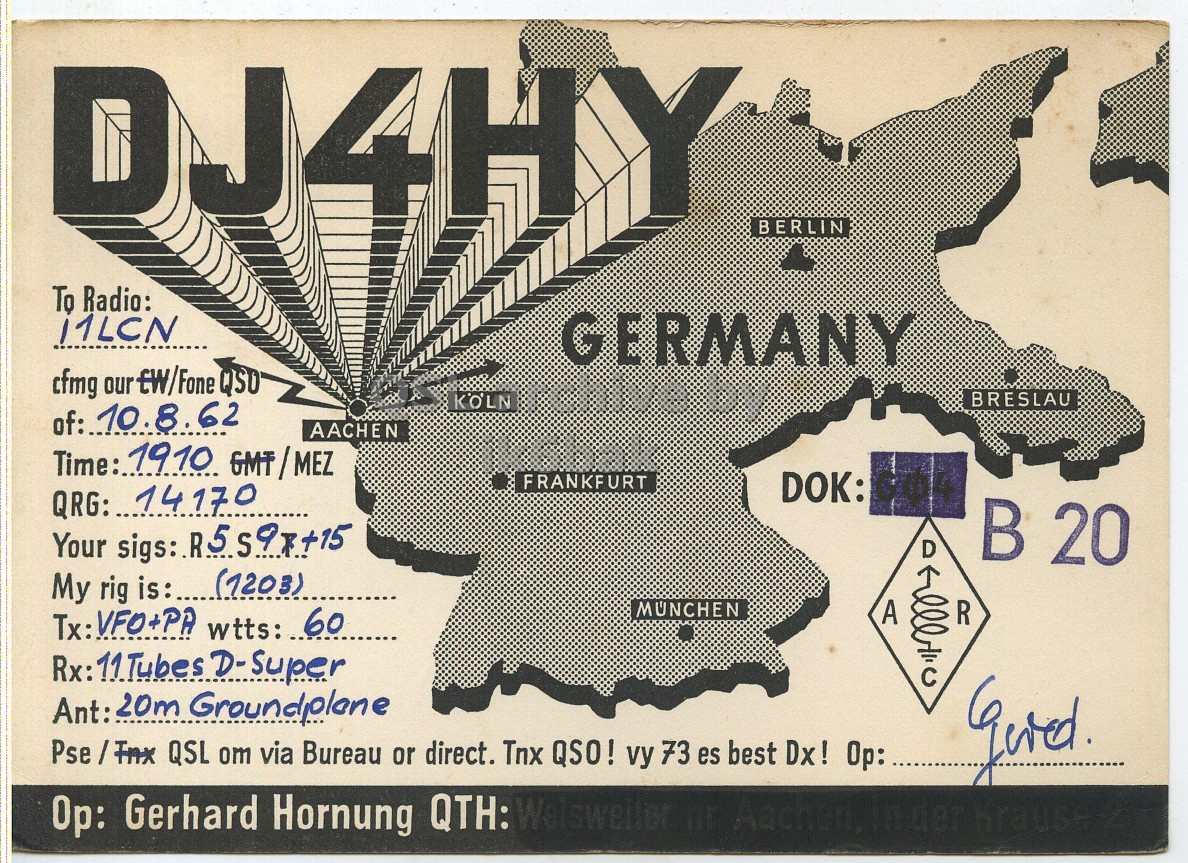 DJ4HY
BERLIN
To Radio:
I1LCN
GERMANY
cfmg our CW/Fone QSO
QSL archive by
KÖLN
BRESLAU
of: 10.8.62
AACHEN
Time: 1910 GMT / MEZ
FRANKFURT
DOK: G04
B 20
QRG: 14170
Your sigs: R 5 S 9 T +15
D
A R
C
My rig is: (1203)
MÜNCHEN
Tx: VFO+PA wtts: 60
Rx: 11 Tubes D-Super
Ant: 20m Groundplane
Pse / Tnx QSL om via Bureau or direct. Tnx QSO! vy 73 es best Dx! Op: Gerd.
Op: Gerhard Hornung QTH: Weisweiler nr Aachen, in der Krause 2